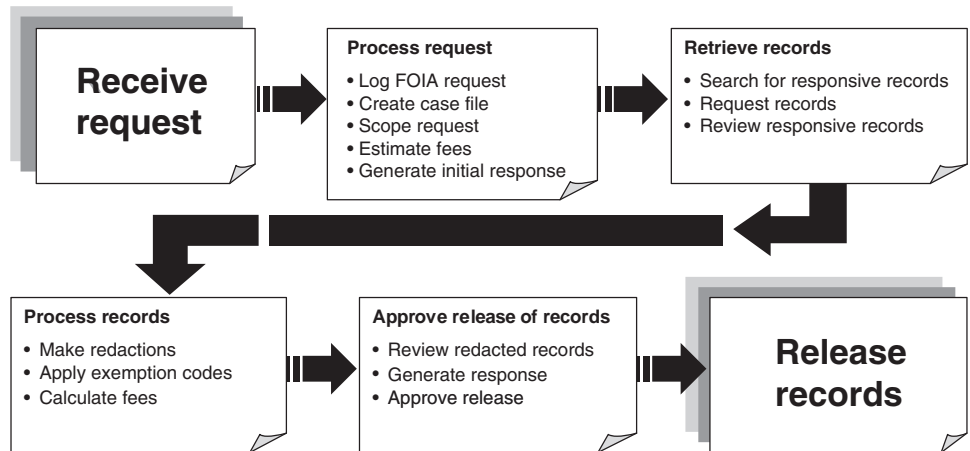 Receive
request
Process request
• Log FOIA request
• Create case file
• Scope request
• Estimate fees
• Generate initial response
Retrieve records
• Search for responsive records
• Request records
• Review responsive records
Process records
• Make redactions
• Apply exemption codes
• Calculate fees
Approve release of records
• Review redacted records
• Generate response
• Approve release
Release
records